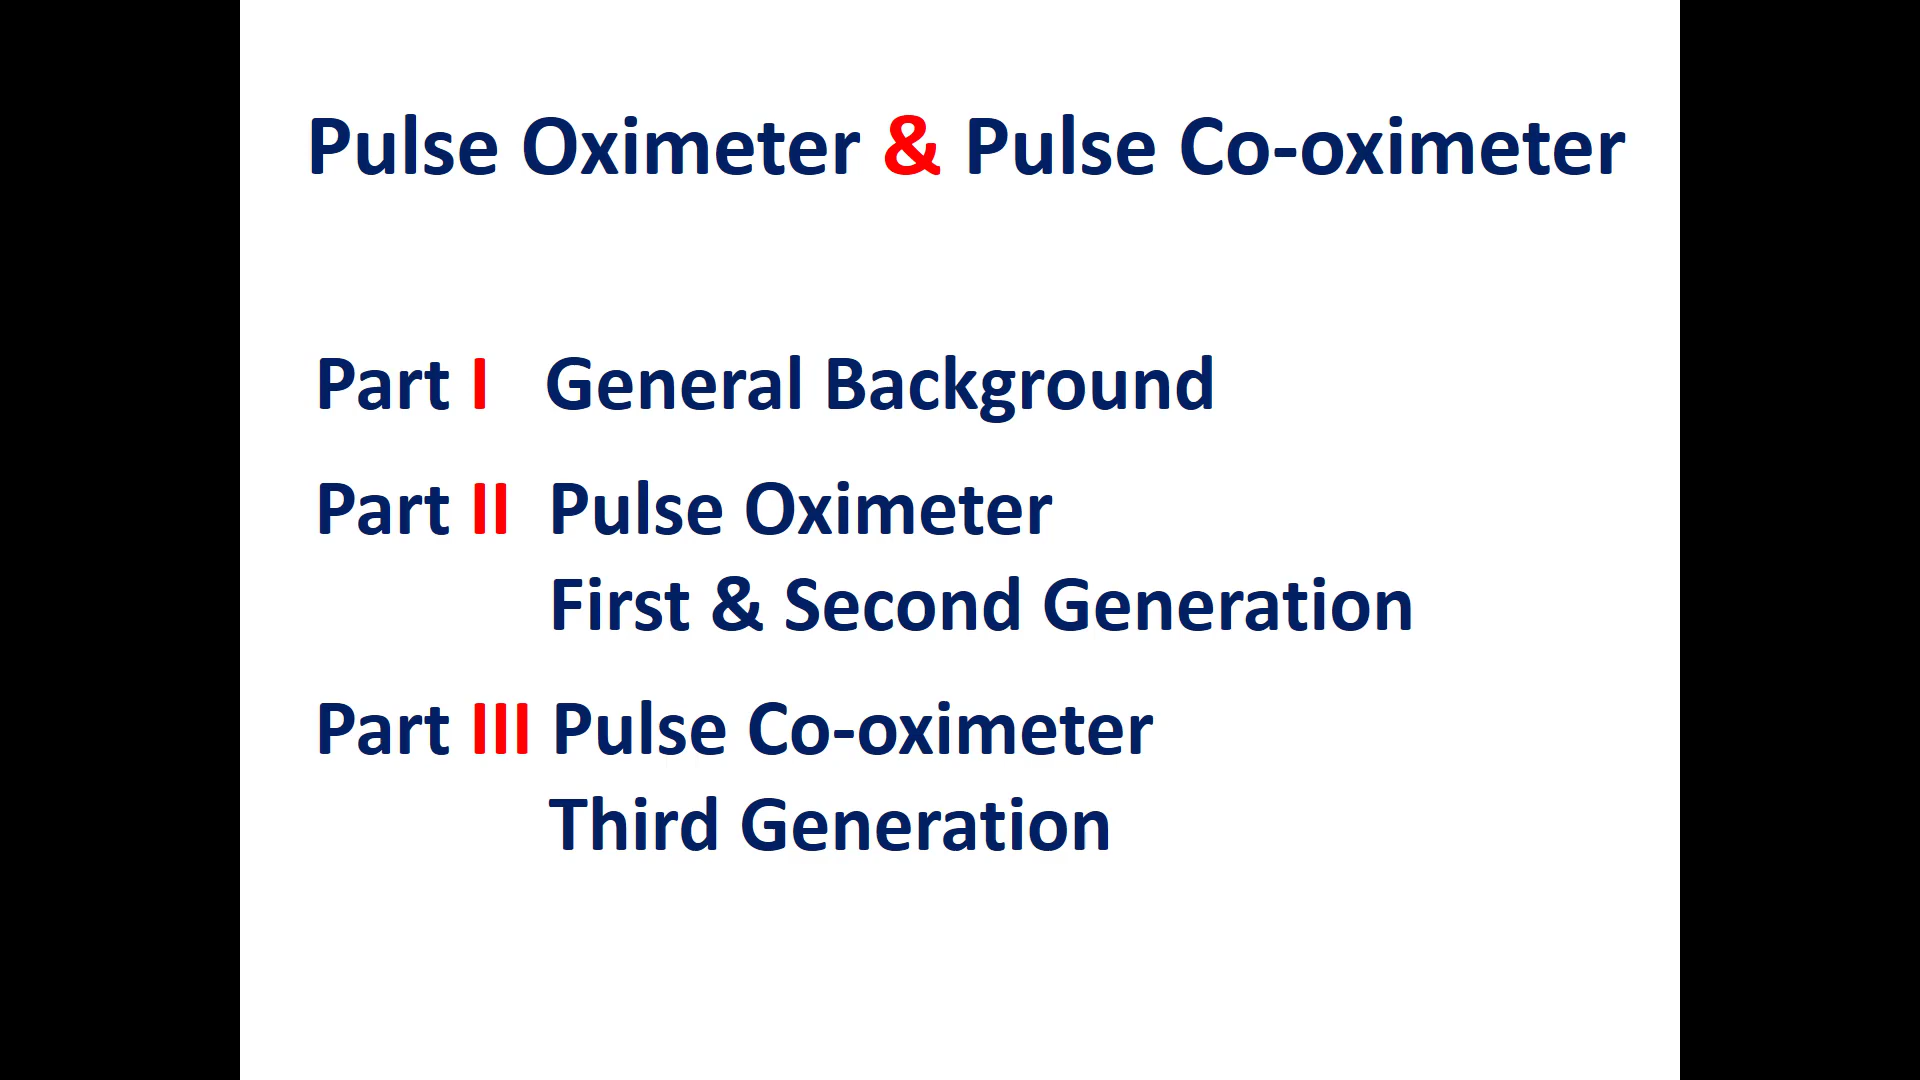 Pulse Oximeter & Pulse Co-oximeter
Part I General Background
Part II Pulse Oximeter
First & Second Generation
Part III Pulse Co-oximeter
Third Generation